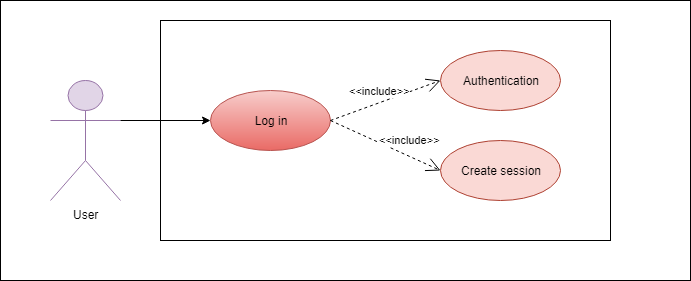 Authentication
<<include>>
Log in
<<include>>
Create session
User